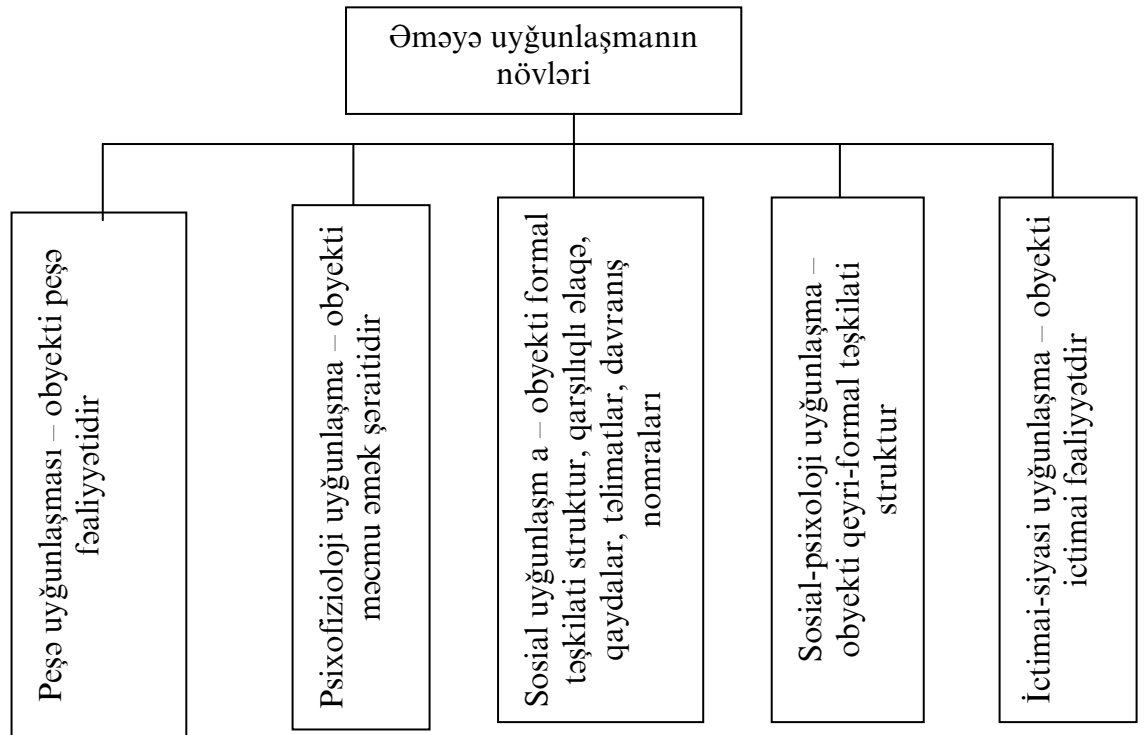 Əməyə uyğunlaşmanın
növləri
Peşə uyğunlaşması – obyekti peşə
fəaliyyətidir
Psixofizioloji uyğunlaşma – obyekti
məcmu əmək şəraitidir
Sosial uyğunlaşm a – obyekti formal
təşkilati struktur, qarşılıqlı əlaqə,
qaydalar, təlimatlar, davranış
nomraları
Sosial-psixoloji uyğunlaşma –
obyekti qeyri-formal təşkilati
struktur
İctimai-siyasi uyğunlaşma – obyekti
ictimai fəaliyyətdir